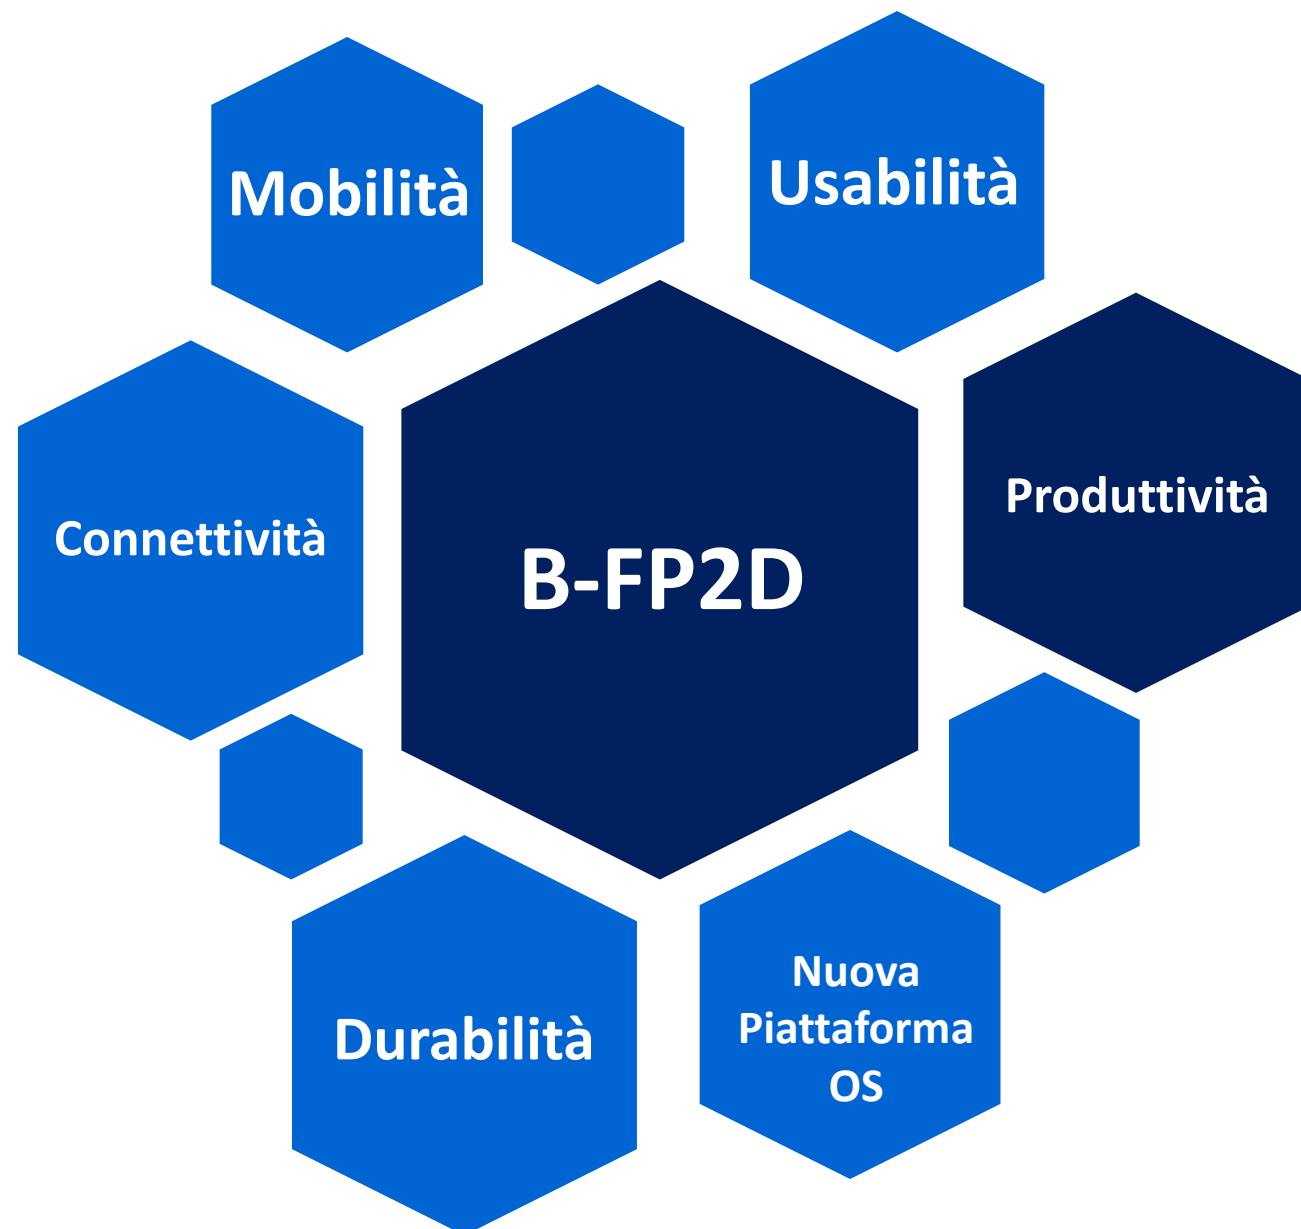 Mobilità
Usabilità
Produttività
Connettività
B-FP2D
Durabilità
Nuova
Piattaforma
OS